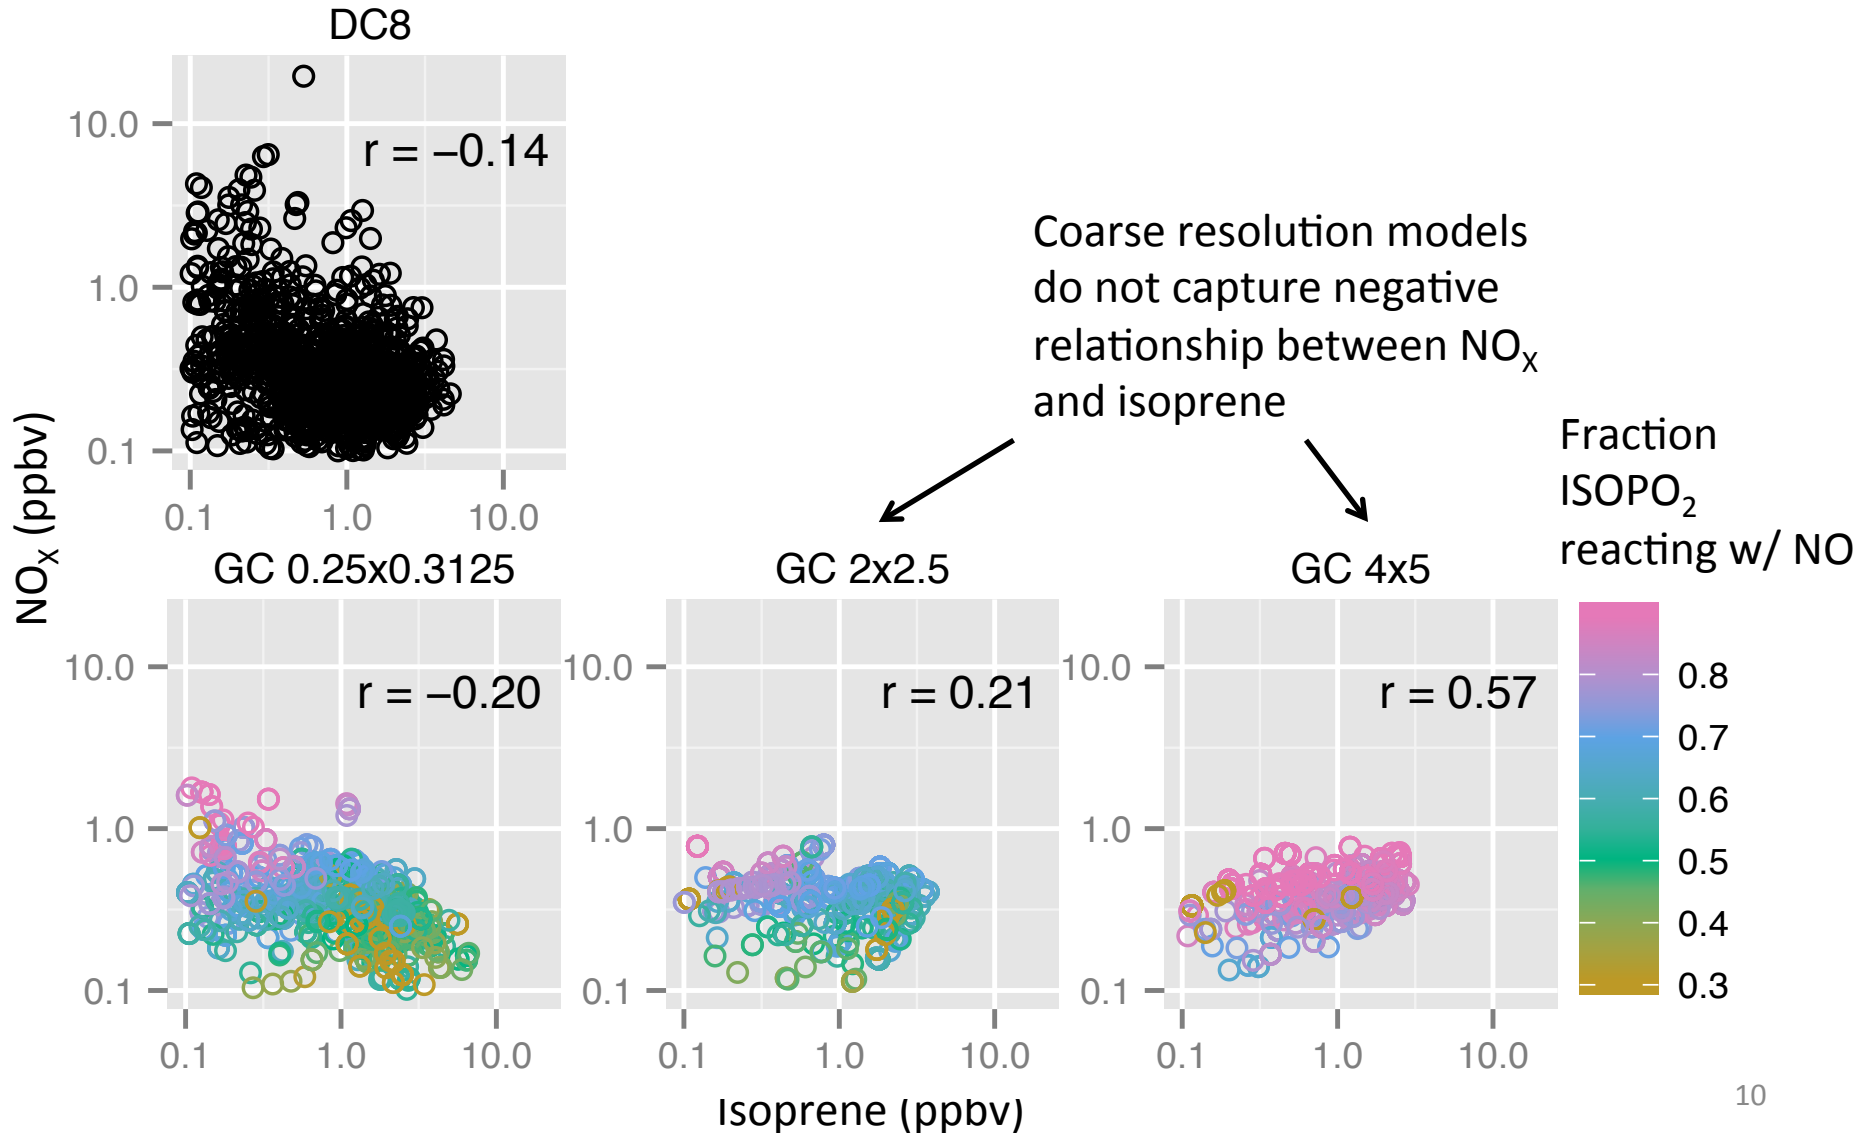 DC8
10.0
r = −0.14
1.0
0.1
0.1 1.0 10.0
Coarse resolution models
do not capture negative
relationship between NOX
and isoprene
NOX (ppbv)
Fraction
ISOPO2
reacting w/ NO
0.8
0.7
0.6
0.5
0.4
0.3
GC 0.25x0.3125
10.0
r = −0.20
1.0
0.1
0.1 1.0 10.0
GC 2x2.5
10.0
r = 0.21
1.0
0.1
0.1 1.0 10.0
GC 4x5
10.0
r = 0.57
1.0
0.1
0.1 1.0 10.0
Isoprene (ppbv)
10